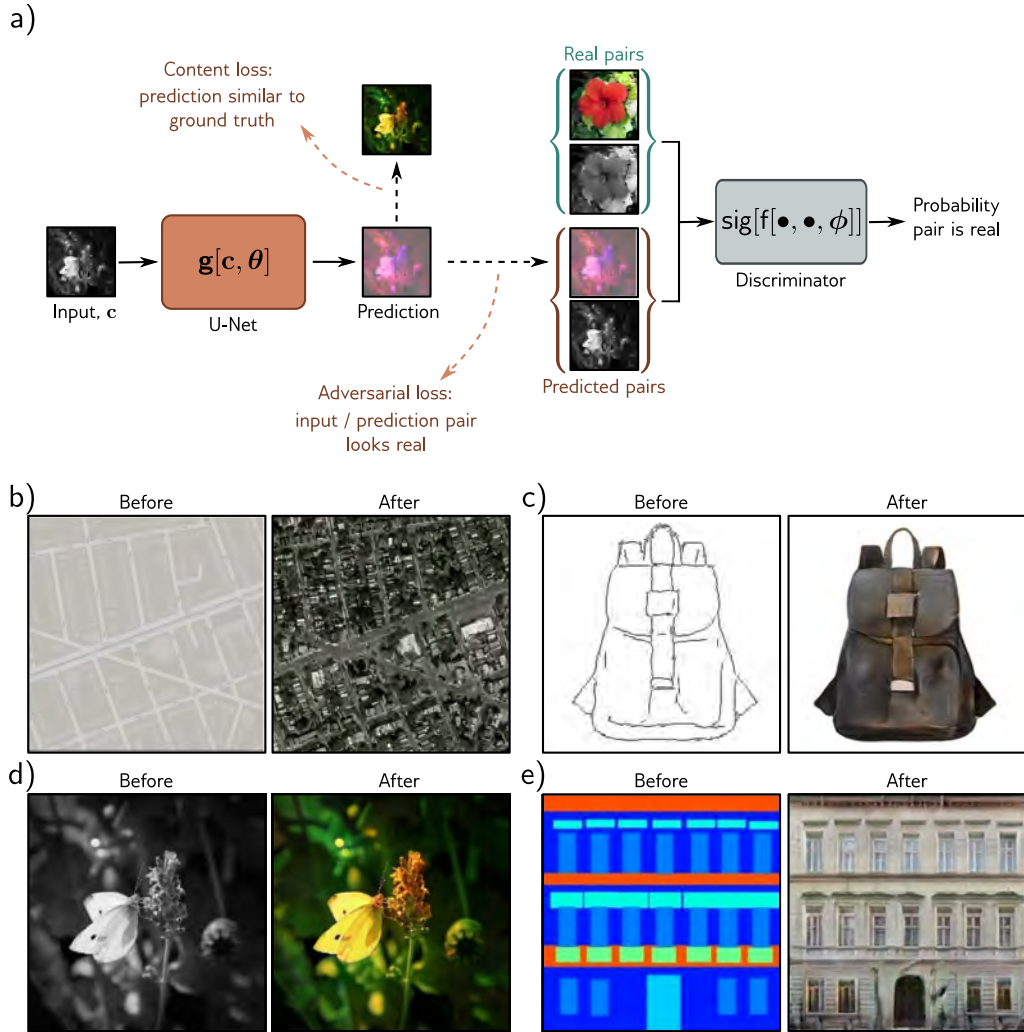 a)
Content loss:
prediction similar to
ground truth
Real pairs
g[c, θ]
sig[f[•, •, ϕ]]
Probability
pair is real
Input, c
U-Net
Prediction
Discriminator
Predicted pairs
Adversarial loss:
input / prediction pair
looks real
b)
Before
After
c)
Before
After
d)
Before
After
e)
Before
After